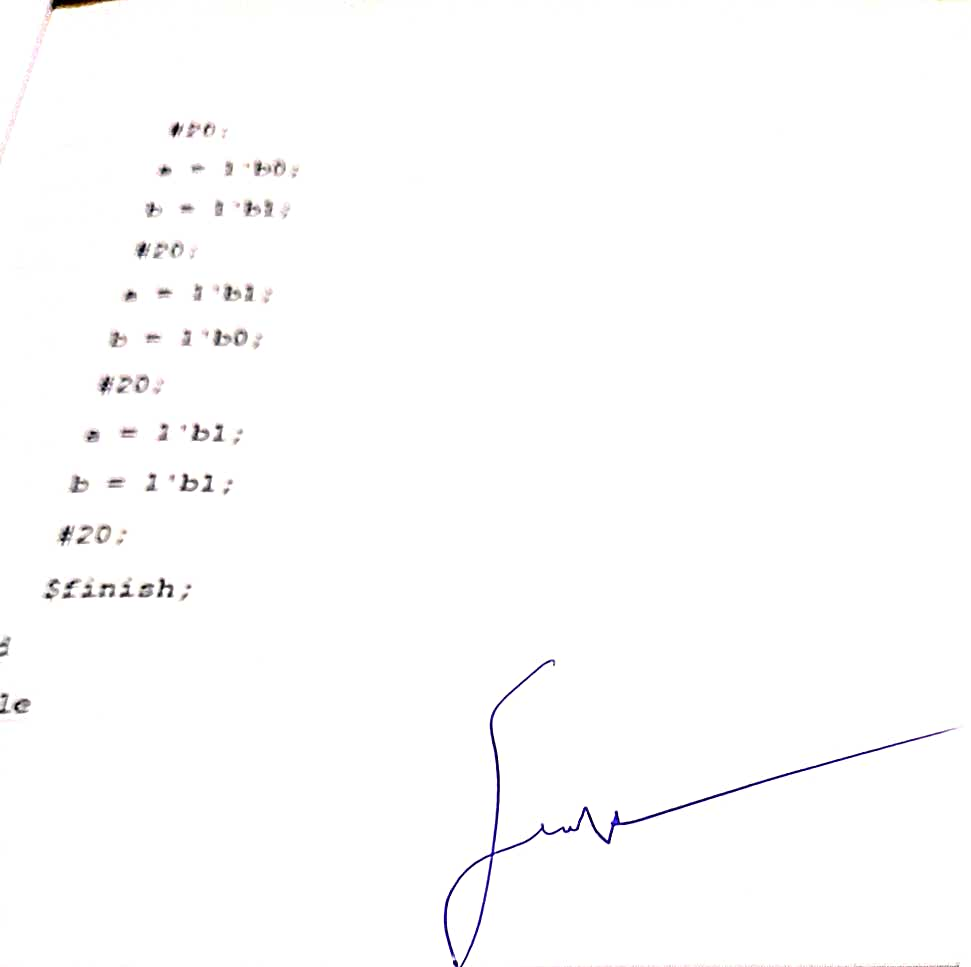 #20;
a = 1'b0;
b = 1'b1;
#20;
a = 1'b1;
b = 1'b0;
#20;
a = 1'b1;
b = 1'b1;
#20;
$finish;
d
le